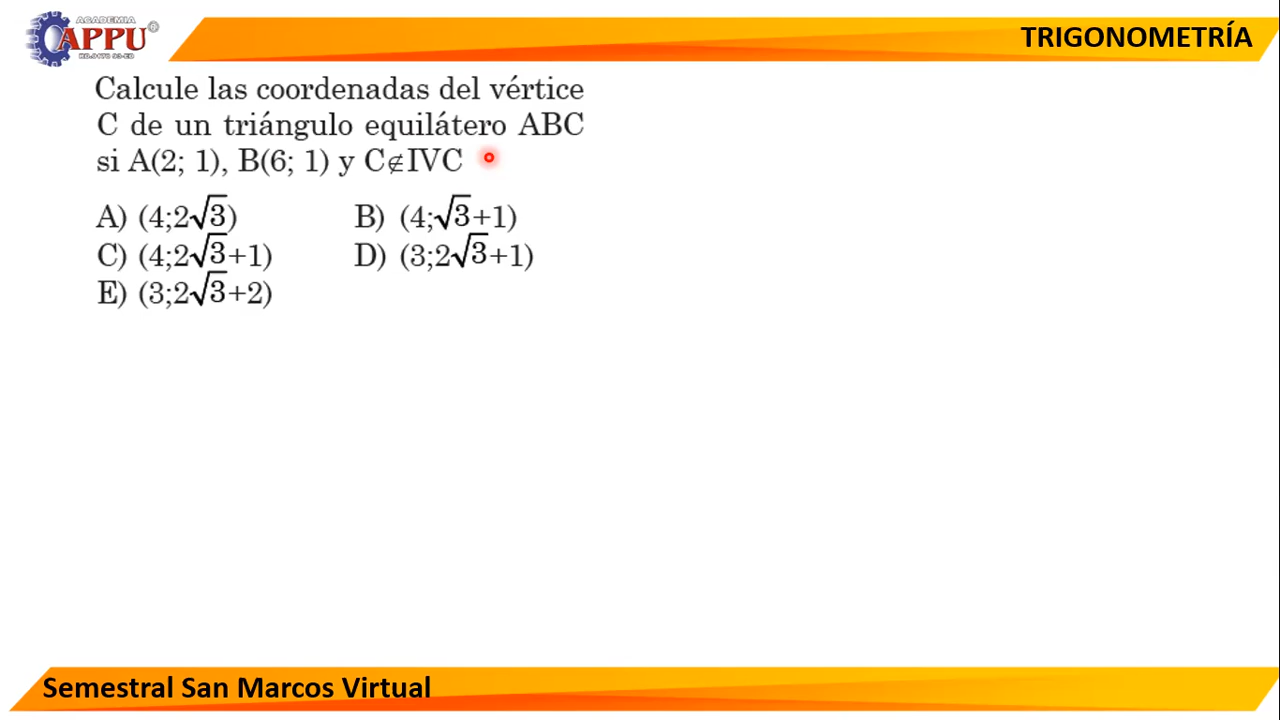 ACADEMIA
CAPPU®
TRIGONOMETRÍA
Calcule las coordenadas del vértice
C de un triángulo equilátero ABC
si A(2; 1), B(6; 1) y C∉IVC
A) (4;2√3) B) (4;√3+1)
C) (4;2√3+1) D) (3;2√3+1)
E) (3;2√3+2)
Semestral San Marcos Virtual